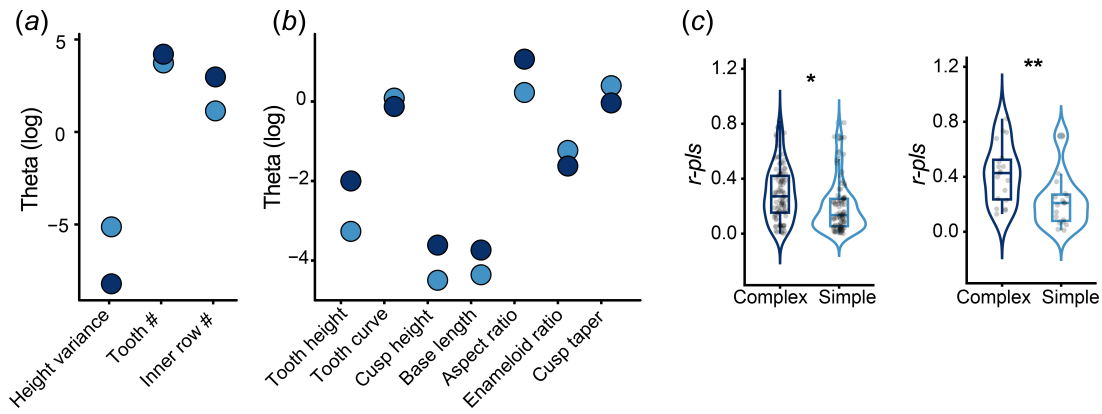 (a)
5
0
−5
Theta (log)
Height variance
Tooth #
Inner row #
(b)
0
−2
−4
Theta (log)
Tooth height
Tooth curve
Cusp height
Base length
Aspect ratio
Enameloid ratio
Cusp taper
(c)
1.2
0.8
0.4
0.0
r-pls
*
Complex
Simple
1.2
0.8
0.4
0.0
r-pls
**
Complex
Simple